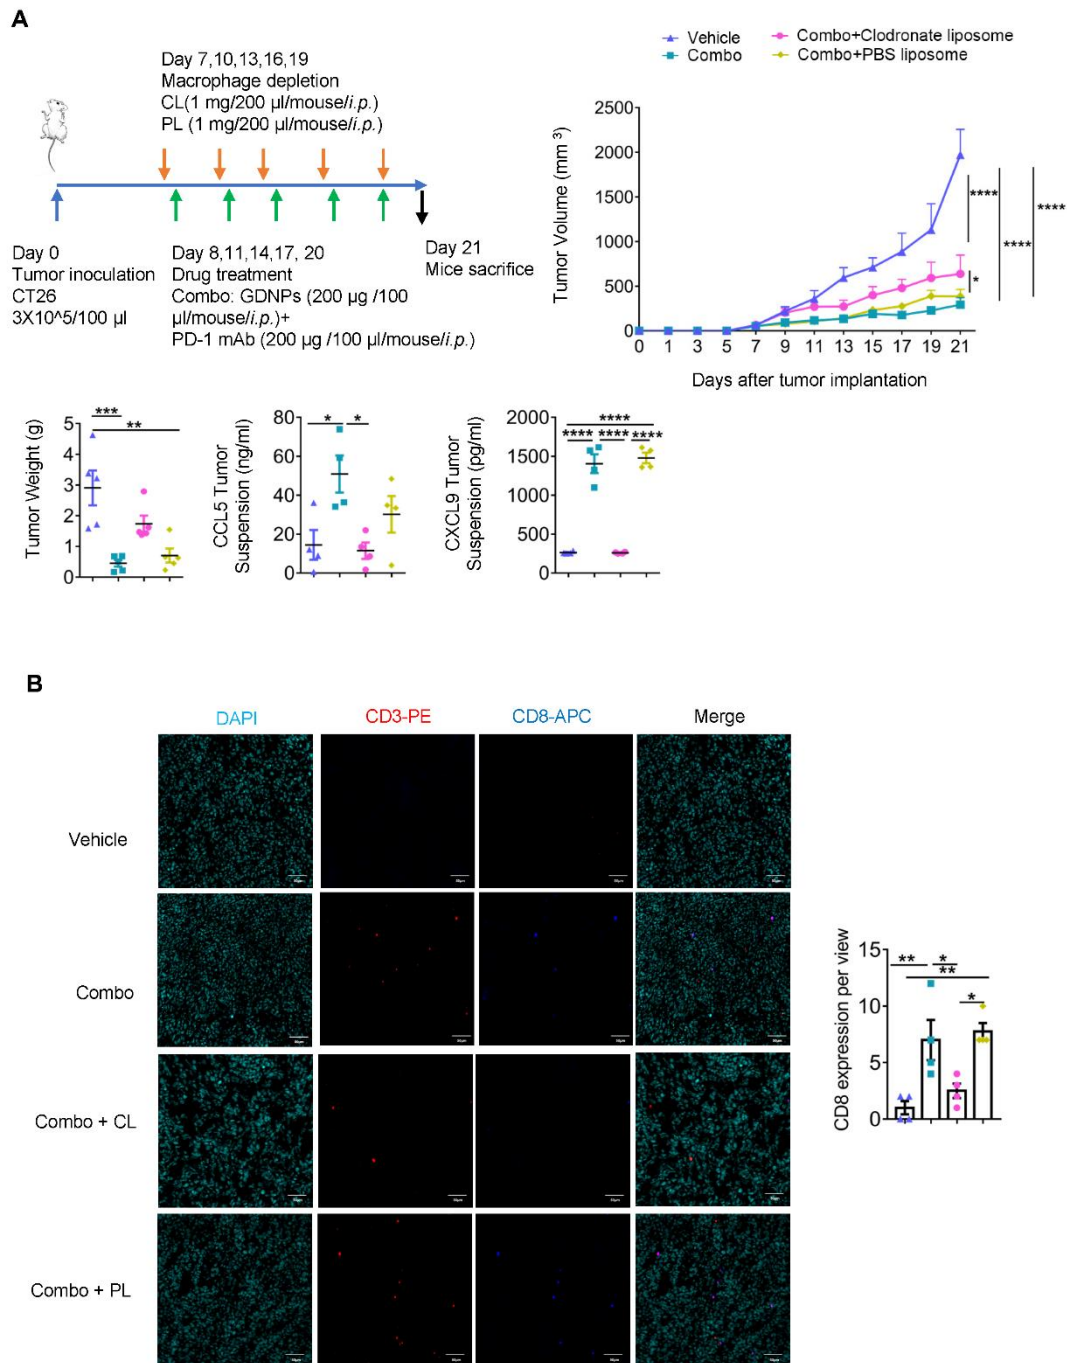 A
Day 7,10,13,16,19
Macrophage depletion
CL(1 mg/200 µl/mouse/i.p.)
PL (1 mg/200 µl/mouse/i.p.)
Day 0
Tumor inoculation
CT26
3X10^5/100 µl
Day 8,11,14,17, 20
Drug treatment
Combo: GDNPs (200 µg /100
µl/mouse/i.p.)+
PD-1 mAb (200 µg /100 µl/mouse/i.p.)
Day 21
Mice sacrifice
Vehicle
Combo
Combo+Clodronate liposome
Combo+PBS liposome
Tumor Volume (mm³)
2500
2000
1500
1000
500
0
0 1 3 5 7 9 11 13 15 17 19 21
Days after tumor implantation
****
****
****
*
Tumor Weight (g)
5
4
3
2
1
0
***
**
CCL5 Tumor
Suspension (ng/ml)
80
60
40
20
0
* *
CXCL9 Tumor
Suspension (pg/ml)
2000
1500
1000
500
0
****
**** **** ****
B
DAPI CD3-PE CD8-APC Merge
Vehicle
Combo
Combo + CL
Combo + PL
CD8 expression per view
15
10
5
0
** *
**
*